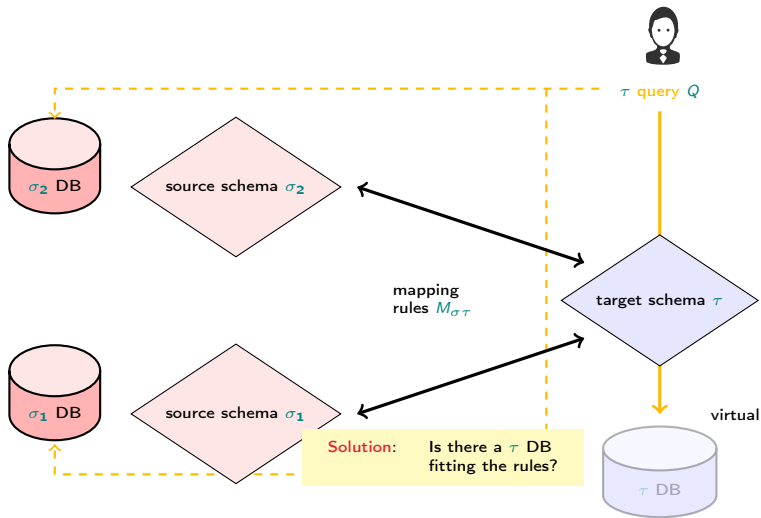 τ query Q
σ₂ DB
source schema σ₂
mapping
rules M_στ
target schema τ
σ₁ DB
source schema σ₁
virtual
Solution: Is there a τ DB
fitting the rules?
τ DB